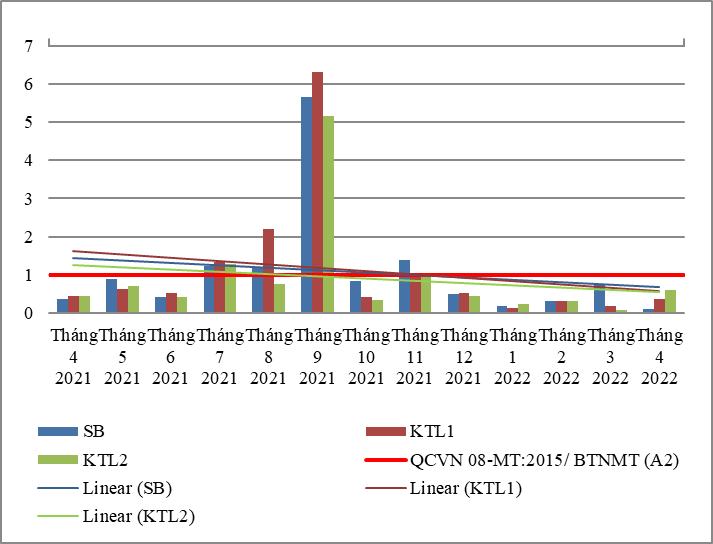 7
6
5
4
3
2
1
0
Tháng Tháng Tháng Tháng Tháng Tháng Tháng Tháng Tháng Tháng Tháng Tháng Tháng
4 5 6 7 8 9 10 11 12 1 2 3 4
2021 2021 2021 2021 2021 2021 2021 2021 2021 2022 2022 2022 2022
SB KTL1
KTL2 QCVN 08-MT:2015/ BTNMT (A2)
Linear (SB) Linear (KTL1)
Linear (KTL2)